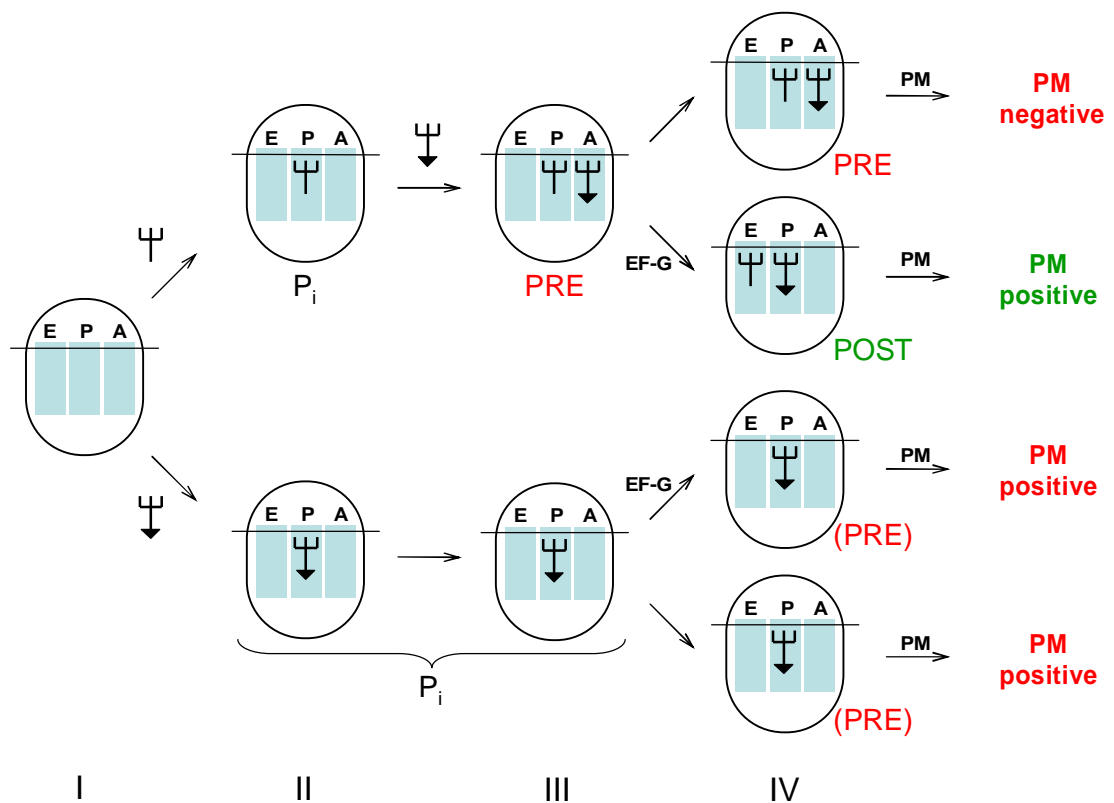 E P A
PM
PM
negative
PRE
E P A
P i
E P A
PRE
EF-G
E P A
PM
PM
positive
POST
E P A
E P A
PM
PM
positive
EF-G
(PRE)
E P A
E P A
P i
E P A
PM
PM
positive
(PRE)
I II III IV